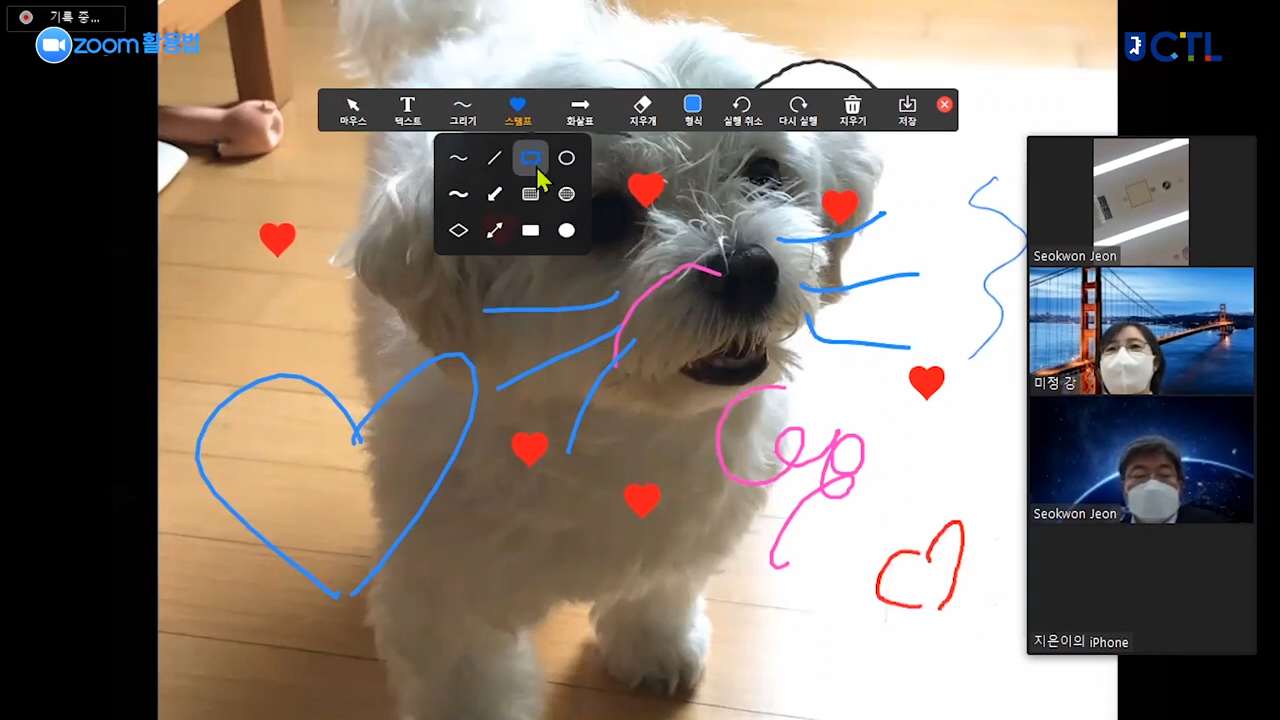 기록 중...
zoom 활용법
CTL
마우스
텍스트
그리기
스탬프
화살표
지우개
형식
실행 취소
다시 실행
지우기
저장
Seokwon Jeon
미정 강
Seokwon Jeon
지은이의 iPhone